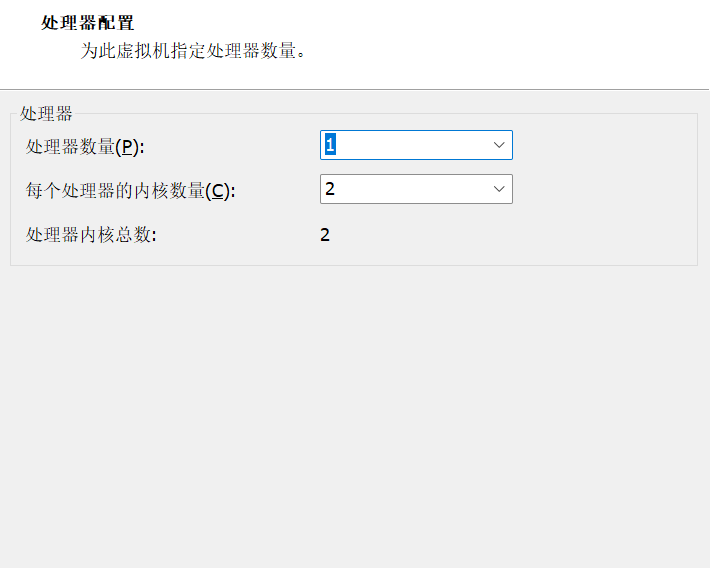 处理器配置
为此虚拟机指定处理器数量。
处理器
处理器数量(P):
1
每个处理器的内核数量(C):
2
处理器内核总数:
2